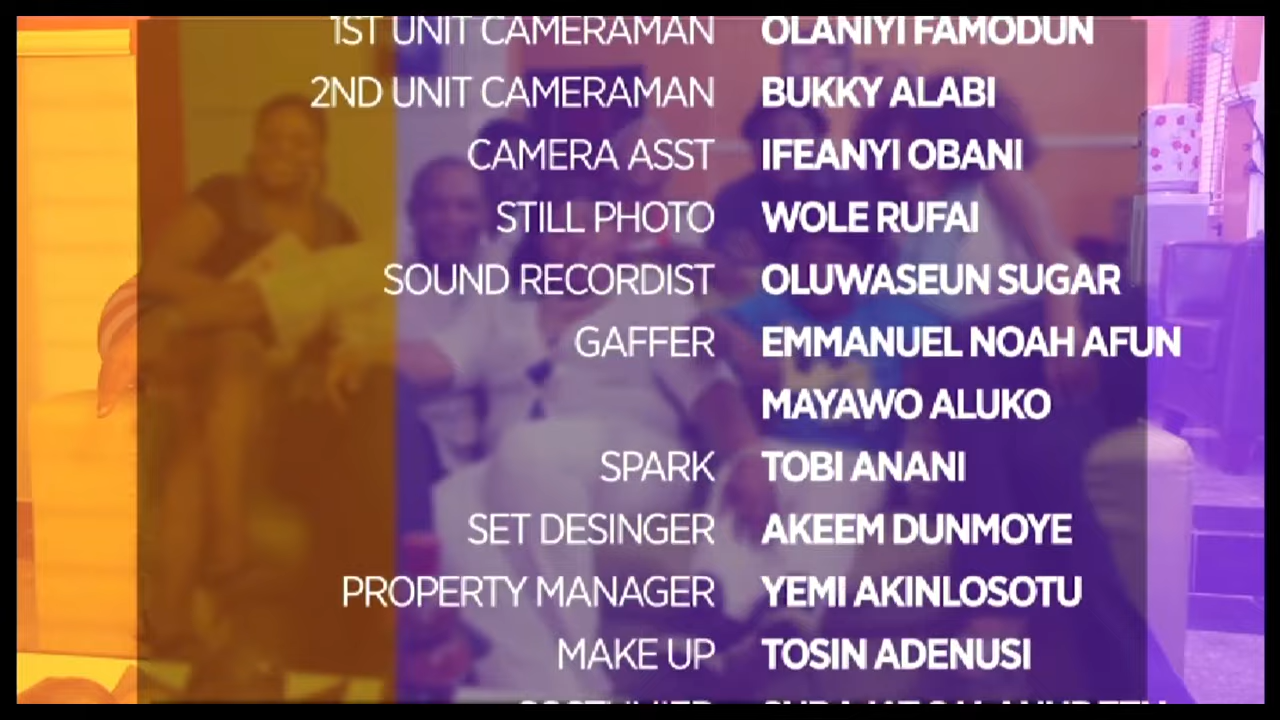 1ST UNIT CAMERAMAN OLANIYI FAMODUN
2ND UNIT CAMERAMAN BUKKY ALABI
CAMERA ASST IFEANYI OBANI
STILL PHOTO WOLE RUFAI
SOUND RECORDIST OLUWASEUN SUGAR
GAFFER EMMANUEL NOAH AFUN
MAYAWO ALUKO
SPARK TOBI ANANI
SET DESINGER AKEEM DUNMOYE
PROPERTY MANAGER YEMI AKINLOSOTU
MAKE UP TOSIN ADENUSI